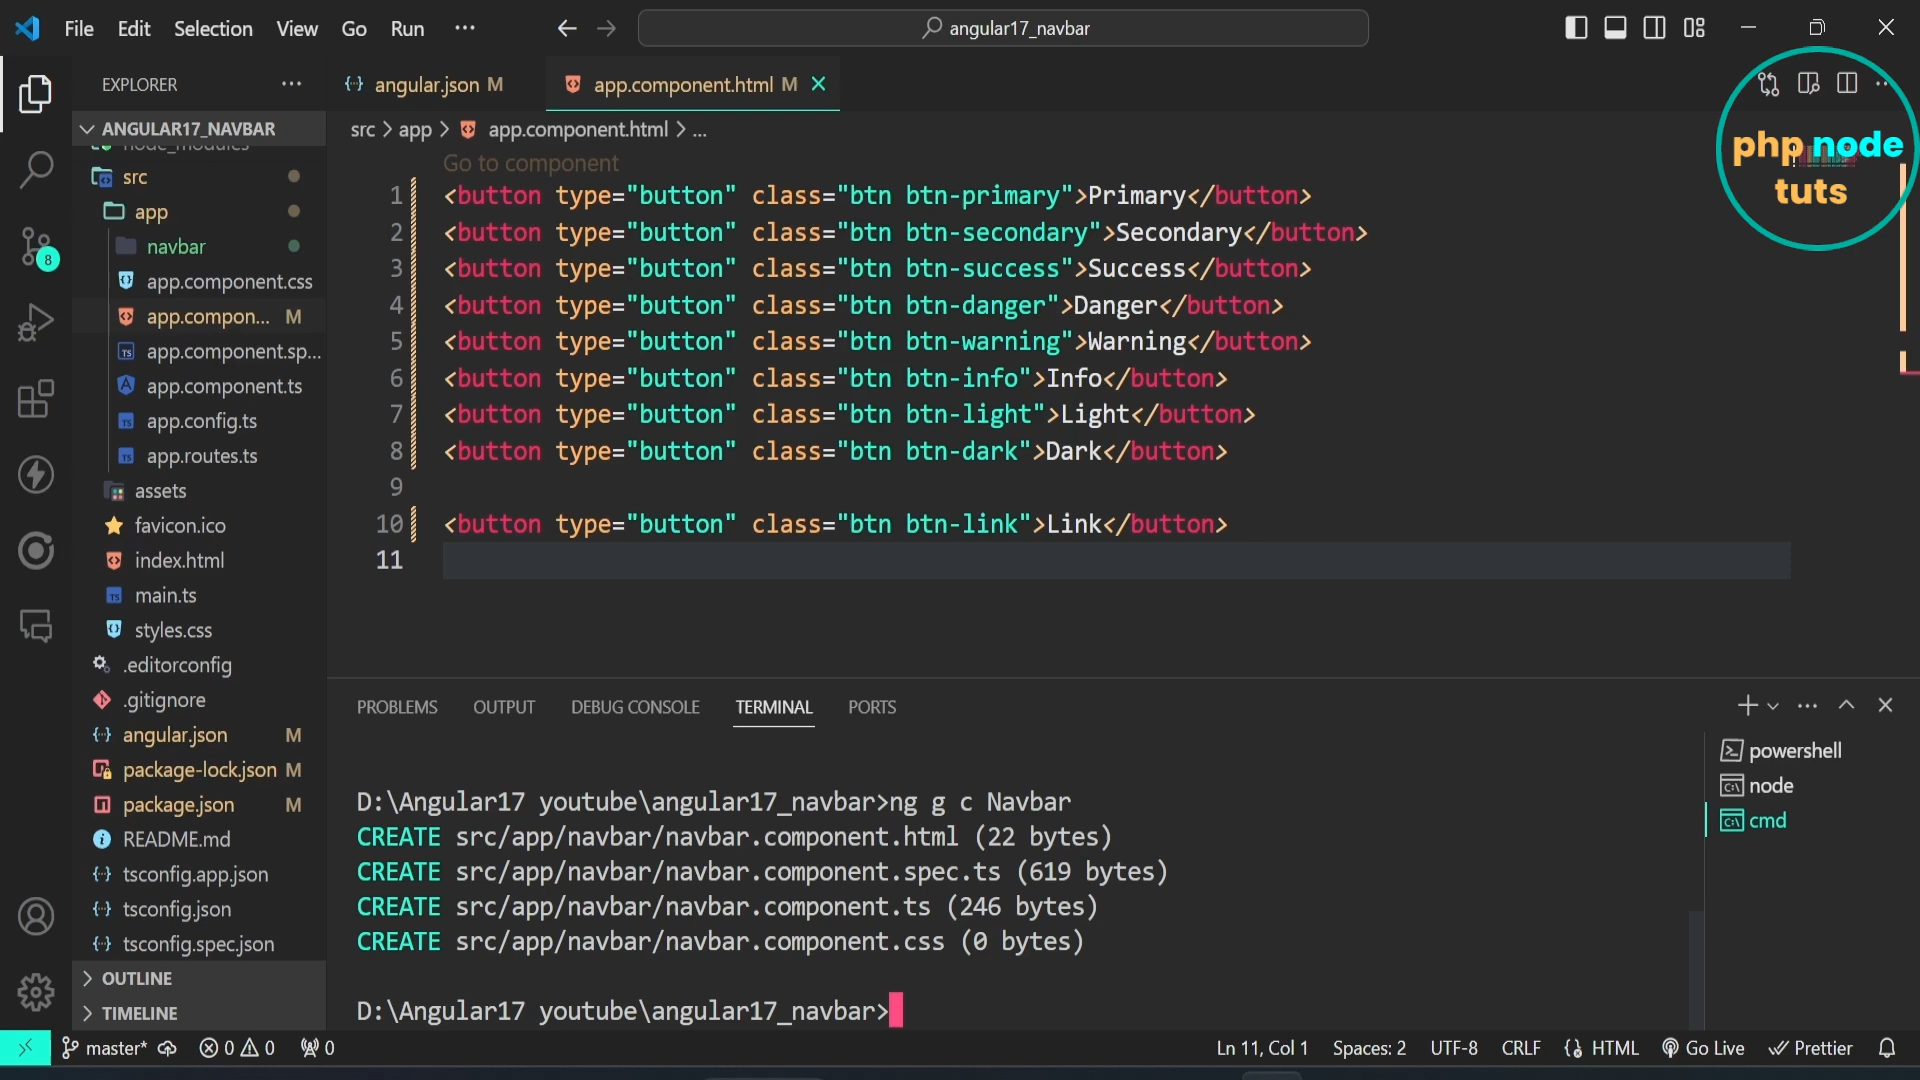 File Edit Selection View Go Run ··· angular17_navbar
EXPLORER ···
angular.json M
app.component.html M
php node
tuts
ANGULAR17_NAVBAR
src > app > app.component.html > ...
node_modules
src
app
navbar
app.component.css
app.compon... M
app.component.sp...
app.component.ts
app.config.ts
app.routes.ts
assets
favicon.ico
index.html
main.ts
styles.css
.editorconfig
.gitignore
angular.json M
package-lock.json M
package.json M
README.md
tsconfig.app.json
tsconfig.json
tsconfig.spec.json
OUTLINE
TIMELINE
8
Go to component
1 <button type="button" class="btn btn-primary">Primary</button>
2 <button type="button" class="btn btn-secondary">Secondary</button>
3 <button type="button" class="btn btn-success">Success</button>
4 <button type="button" class="btn btn-danger">Danger</button>
5 <button type="button" class="btn btn-warning">Warning</button>
6 <button type="button" class="btn btn-info">Info</button>
7 <button type="button" class="btn btn-light">Light</button>
8 <button type="button" class="btn btn-dark">Dark</button>
9
10 <button type="button" class="btn btn-link">Link</button>
11
PROBLEMS OUTPUT DEBUG CONSOLE TERMINAL PORTS
D:\Angular17 youtube\angular17_navbar>ng g c Navbar
CREATE src/app/navbar/navbar.component.html (22 bytes)
CREATE src/app/navbar/navbar.component.spec.ts (619 bytes)
CREATE src/app/navbar/navbar.component.ts (246 bytes)
CREATE src/app/navbar/navbar.component.css (0 bytes)
D:\Angular17 youtube\angular17_navbar>
powershell
node
cmd
master* 0 0 0 Ln 11, Col 1 Spaces: 2 UTF-8 CRLF HTML Go Live Prettier